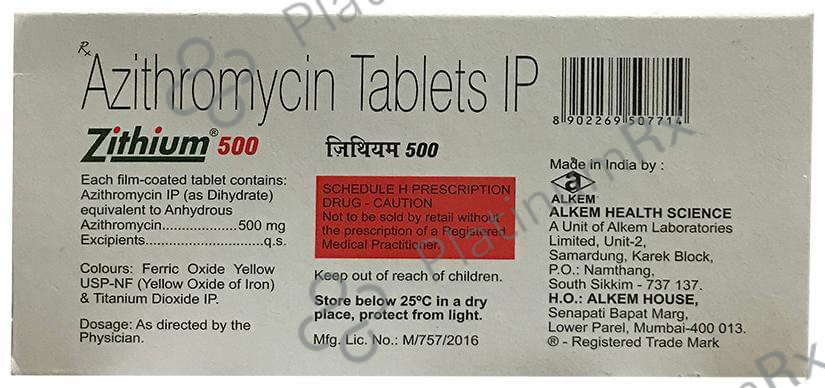 Rx
Azithromycin Tablets IP
Zithium® 500
ज़िथियम 500
Each film-coated tablet contains:
Azithromycin IP (as Dihydrate)
equivalent to Anhydrous
Azithromycin.................500 mg
Excipients..........................q.s.
Colours: Ferric Oxide Yellow
USP-NF (Yellow Oxide of Iron)
& Titanium Dioxide IP.
Dosage: As directed by the
Physician.
SCHEDULE H PRESCRIPTION
DRUG - CAUTION
Not to be sold by retail without
the prescription of a Registered
Medical Practitioner.
Keep out of reach of children.
Store below 25ºC in a dry
place, protect from light.
Mfg. Lic. No.: M/757/2016
8 902269 507714
Made in India by :
a
ALKEM
ALKEM HEALTH SCIENCE
A Unit of Alkem Laboratories
Limited, Unit-2,
Samardung, Karek Block,
P.O.: Namthang,
South Sikkim - 737 137.
H.O.: ALKEM HOUSE,
Senapati Bapat Marg,
Lower Parel, Mumbai-400 013.
® - Registered Trade Mark
PlatinumRx